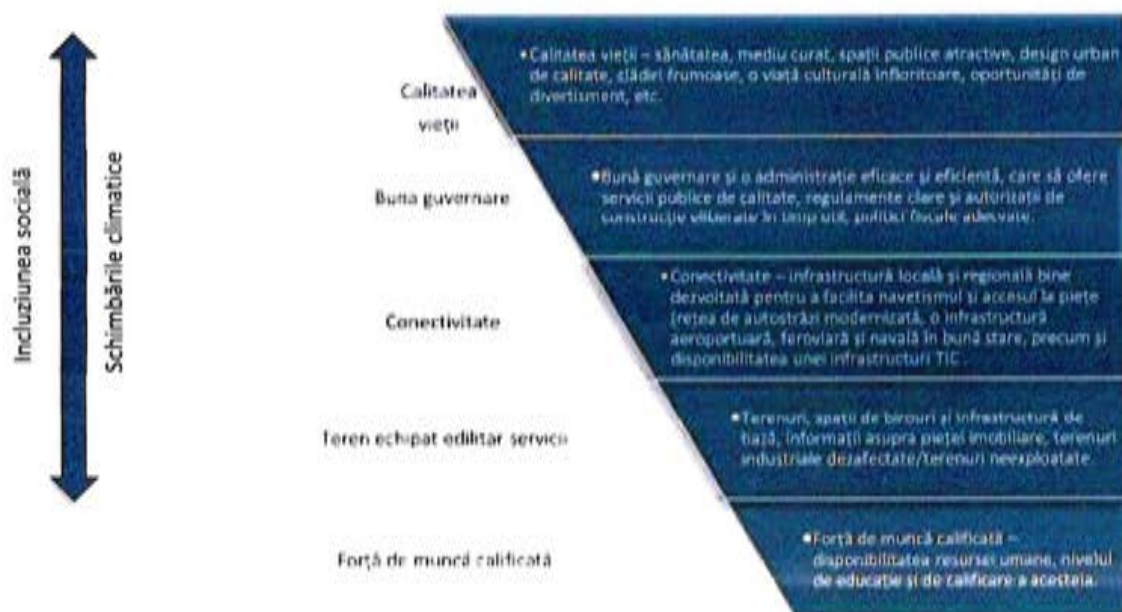 Incluziunea socială
Schimbările climatice
Calitatea
vieții
•Calitatea vieții – sănătatea, mediu curat, spații publice atractive, design urban
de calitate, clădiri frumoase, o viață culturală înfloritoare, oportunități de
divertisment, etc.
Buna guvernare
•Bună guvernare și o administrație eficace și eficientă, care să ofere
servicii publice de calitate, regulamente clare și autorizații de
construcție eliberate în timp util, politici fiscale adecvate.
Conectivitate
•Conectivitate – infrastructură locală și regională bine
dezvoltată pentru a facilita navetismul și accesul la piețe
(rețea de autostrăzi modernizată, o infrastructură
aeroportuară, feroviară și navală în bună stare, precum și
disponibilitatea unei infrastructuri TIC.
Teren echipat edilitar servicii
•Terenuri, spații de birouri și infrastructură de
bază, informații asupra pieței imobiliare, terenuri
industriale dezafectate/terenuri neexploatate
Forță de muncă calificată
•Forță de muncă calificată –
disponibilitatea resursei umane, nivelul
de educație și de calificare a acesteia.